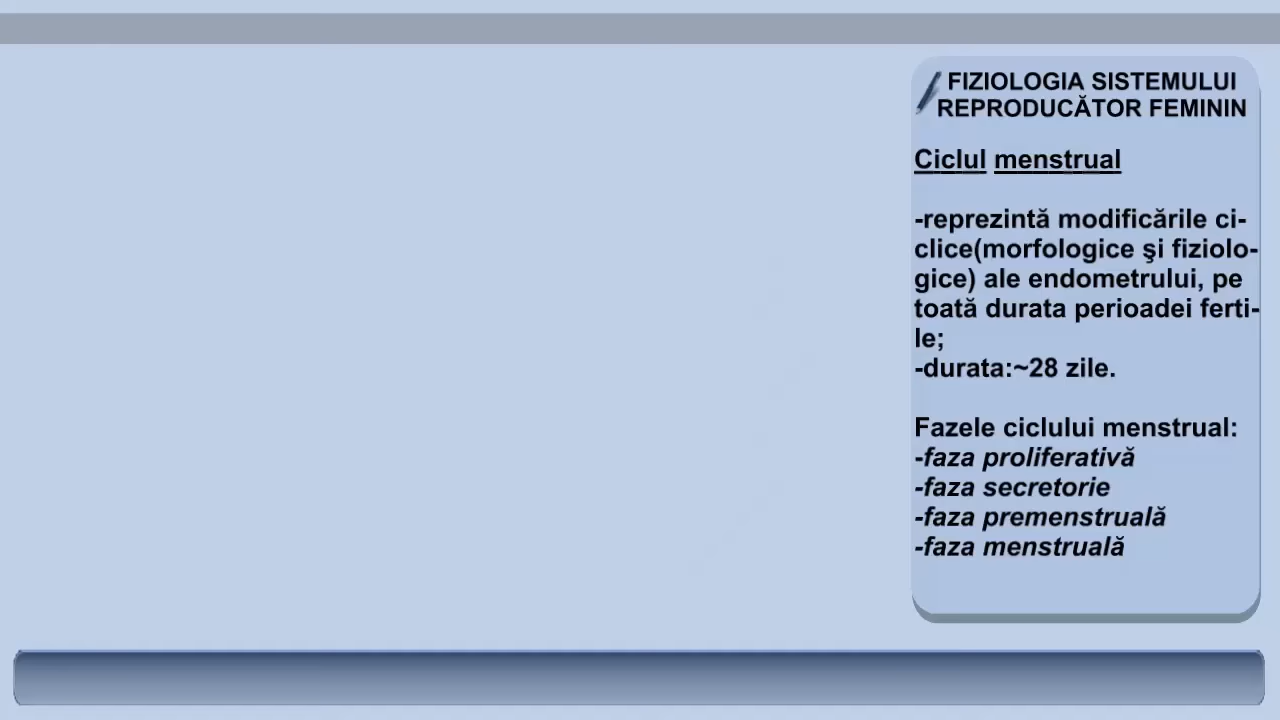 FIZIOLOGIA SISTEMULUI
REPRODUCĂTOR FEMININ
Ciclul menstrual
-reprezintă modificările ci-
clice(morfologice şi fiziolo-
gice) ale endometrului, pe
toată durata perioadei ferti-
le;
-durata:~28 zile.
Fazele ciclului menstrual:
-faza proliferativă
-faza secretorie
-faza premenstruală
-faza menstruală